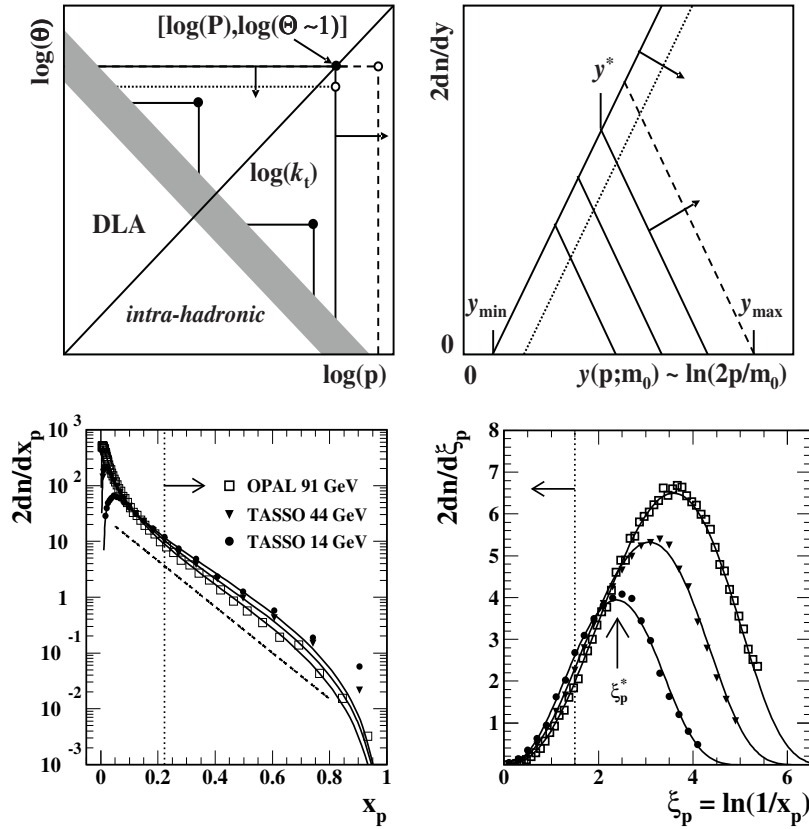 [log(P),log(Θ ~1)]
log(θ)
log(k_t)
DLA
intra-hadronic
log(p)
2dn/dy
y*
y_min
y_max
0
0
y(p;m_0) ~ ln(2p/m_0)
2dn/dx_p
10^3
10^2
10
1
10^-1
10^-2
10^-3
OPAL 91 GeV
TASSO 44 GeV
TASSO 14 GeV
0 0.2 0.4 0.6 0.8 1
x_p
2dn/dξ_p
8
7
6
5
4
3
2
1
ξ_p^*
0 2 4 6
ξ_p = ln(1/x_p)